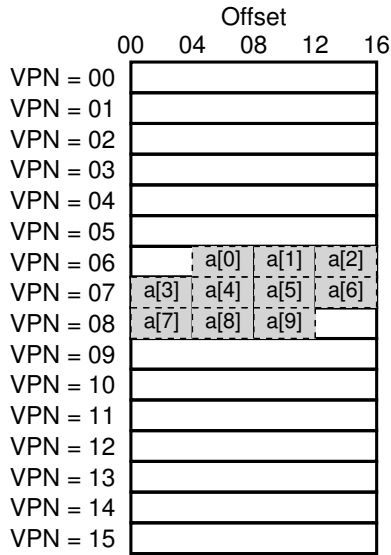 Offset
00 04 08 12 16
VPN = 00
VPN = 01
VPN = 02
VPN = 03
VPN = 04
VPN = 05
VPN = 06 a[0] a[1] a[2]
VPN = 07 a[3] a[4] a[5] a[6]
VPN = 08 a[7] a[8] a[9]
VPN = 09
VPN = 10
VPN = 11
VPN = 12
VPN = 13
VPN = 14
VPN = 15